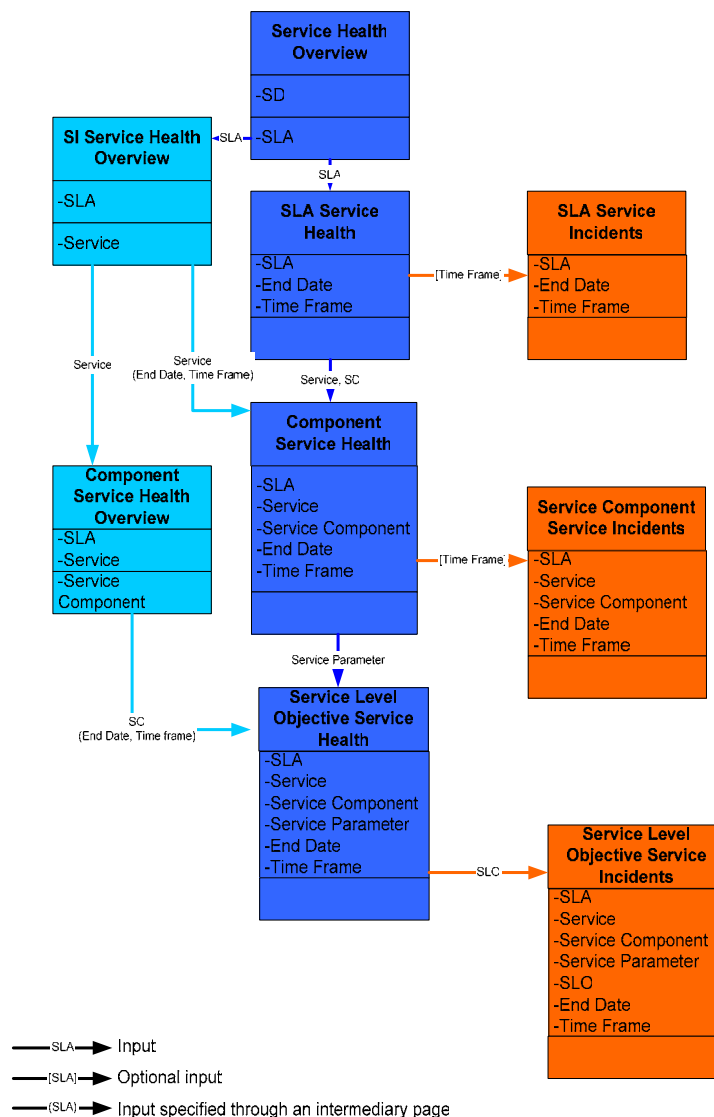 Service Health
Overview
-SD
-SLA
SLA
SI Service Health
Overview
-SLA
-Service
SLA
SLA Service
Health
-SLA
-End Date
-Time Frame
[Time Frame]
SLA Service
Incidents
-SLA
-End Date
-Time Frame
Service
Service
(End Date, Time Frame)
Service, SC
Component
Service Health
-SLA
-Service
-Service Component
-End Date
-Time Frame
[Time Frame]
Service Component
Service Incidents
-SLA
-Service
-Service Component
-End Date
-Time Frame
Component
Service Health
Overview
-SLA
-Service
-Service
Component
Service Parameter
SC
(End Date, Time frame)
Service Level
Objective Service
Health
-SLA
-Service
-Service Component
-Service Parameter
-End Date
-Time Frame
SLO
Service Level
Objective Service
Incidents
-SLA
-Service
-Service Component
-Service Parameter
-SLO
-End Date
-Time Frame
SLA Input
[SLA] Optional input
(SLA) Input specified through an intermediary page